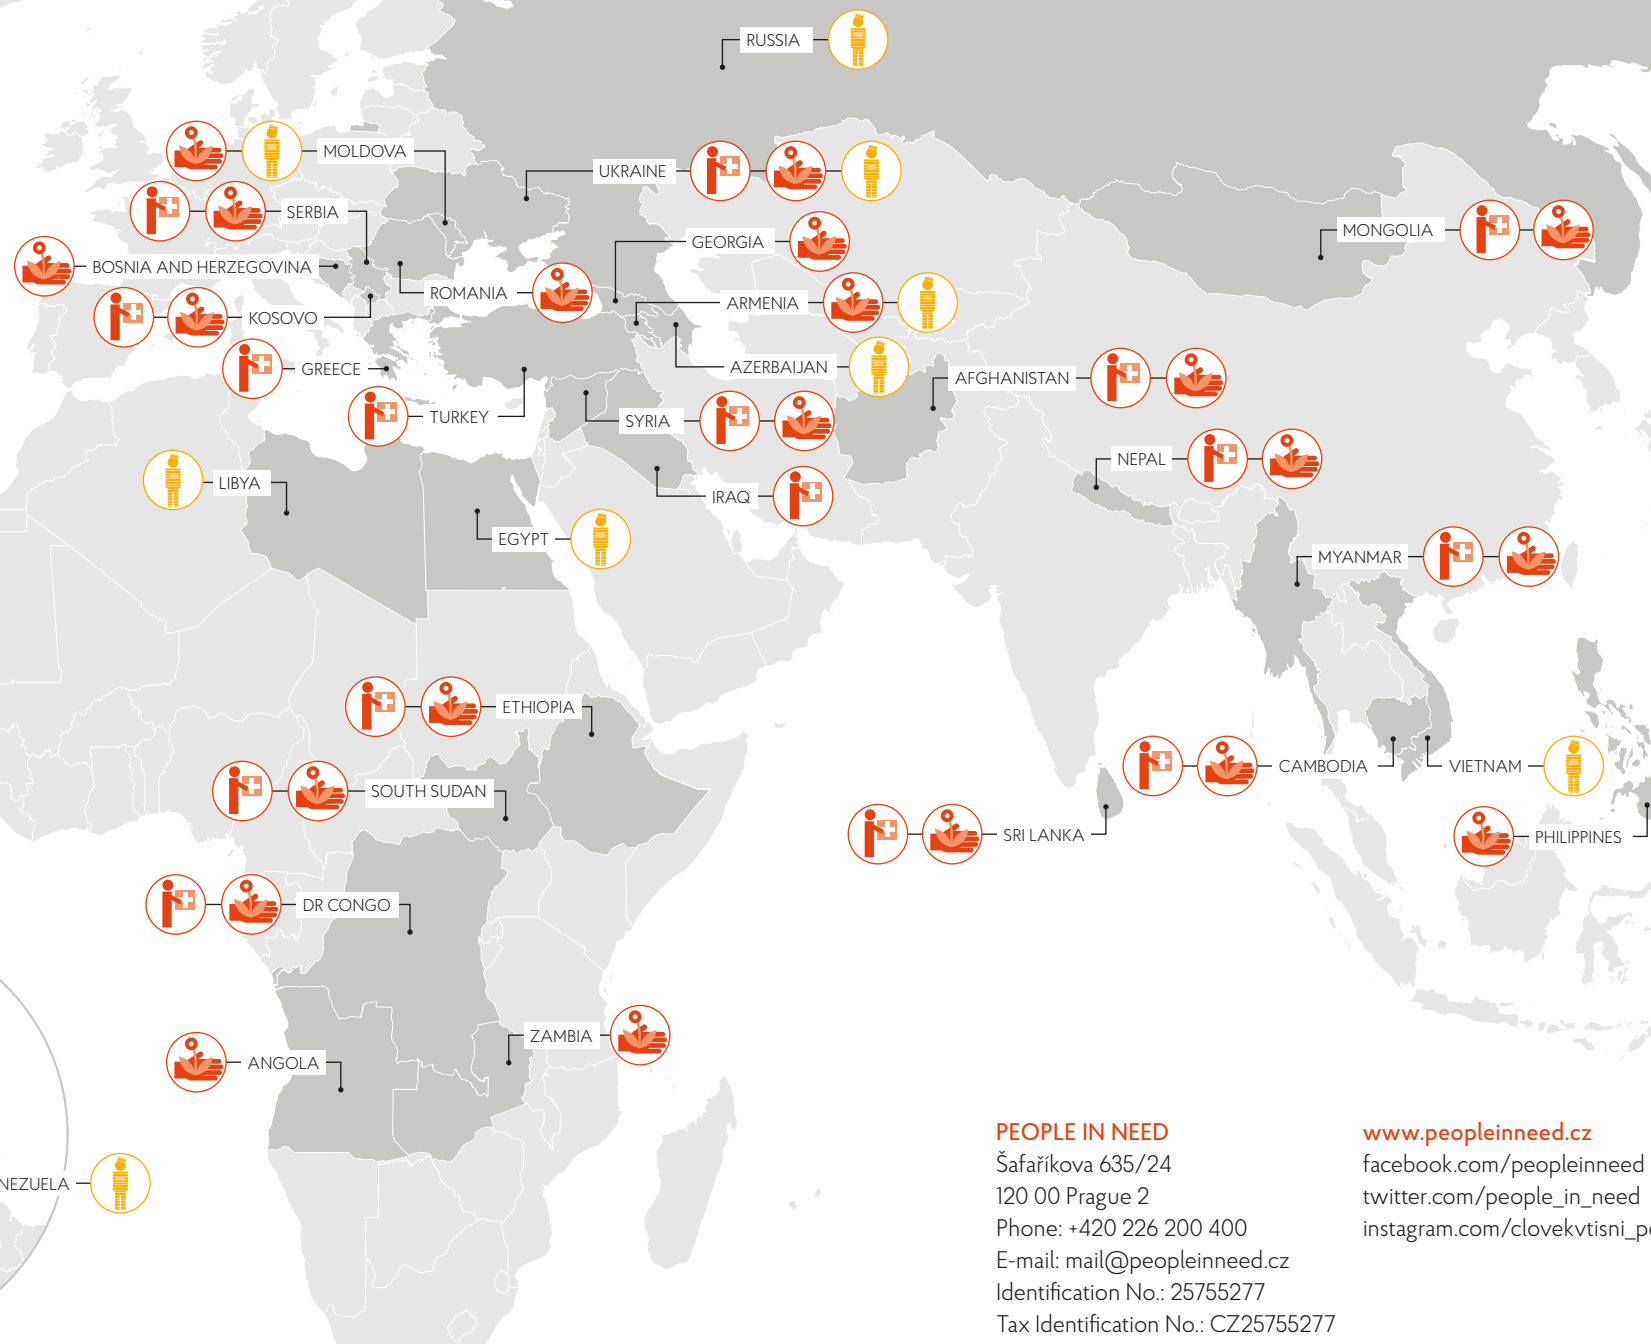 RUSSIA
MOLDOVA
UKRAINE
SERBIA
MONGOLIA
GEORGIA
BOSNIA AND HERZEGOVINA
ROMANIA
ARMENIA
KOSOVO
GREECE
AZERBAIJAN
AFGHANISTAN
TURKEY
SYRIA
NEPAL
LIBYA
IRAQ
EGYPT
MYANMAR
ETHIOPIA
CAMBODIA
VIETNAM
SOUTH SUDAN
SRI LANKA
PHILIPPINES
DR CONGO
ZAMBIA
ANGOLA
NEZUELA
PEOPLE IN NEED
Šafaříkova 635/24
120 00 Prague 2
Phone: +420 226 200 400
E-mail: mail@peopleinneed.cz
Identification No.: 25755277
Tax Identification No.: CZ25755277
www.peopleinneed.cz
facebook.com/peopleinneed
twitter.com/people_in_need
instagram.com/clovekvtisni_p